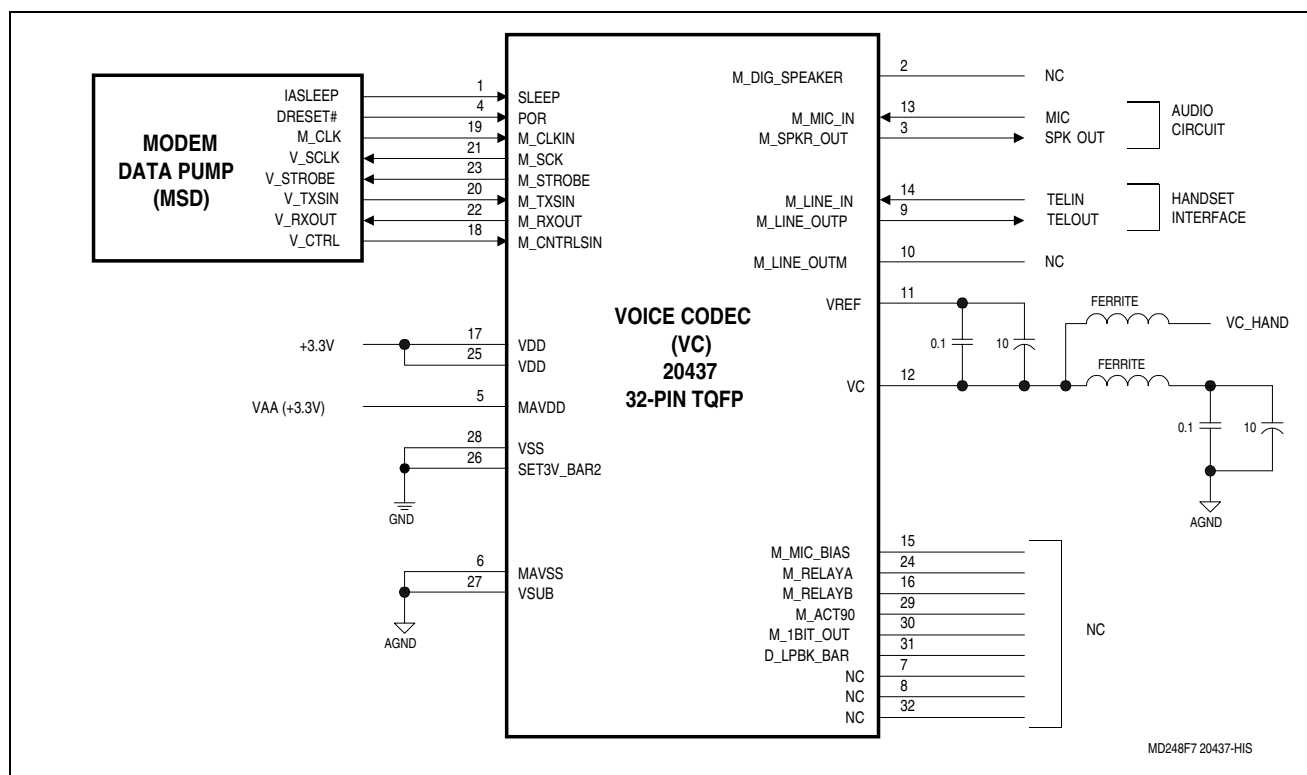 MODEM
DATA PUMP
(MSD)
IASLEEP
DRESET#
M_CLK
V_SCLK
V_STROBE
V_TXSIN
V_RXOUT
V_CTRL
1
4
19
21
23
20
22
18
SLEEP
POR
M_CLKIN
M_SCK
M_STROBE
M_TXSIN
M_RXOUT
M_CNTRLSIN
+3.3V
17
25
VDD
VDD
VAA (+3.3V)
5
MAVDD
28
26
VSS
SET3V_BAR2
GND
6
27
MAVSS
VSUB
AGND
VOICE CODEC
(VC)
20437
32-PIN TQFP
M_DIG_SPEAKER
2
NC
M_MIC_IN
13
MIC
M_SPKR_OUT
3
SPK OUT
AUDIO
CIRCUIT
M_LINE_IN
14
TELIN
M_LINE_OUTP
9
TELOUT
HANDSET
INTERFACE
M_LINE_OUTM
10
NC
VREF
11
0.1
10
FERRITE
VC_HAND
VC
12
FERRITE
0.1
10
AGND
M_MIC_BIAS
15
M_RELAYA
24
M_RELAYB
16
M_ACT90
29
M_1BIT_OUT
30
D_LPBK_BAR
31
NC
7
NC
8
NC
32
NC
MD248F7 20437-HIS